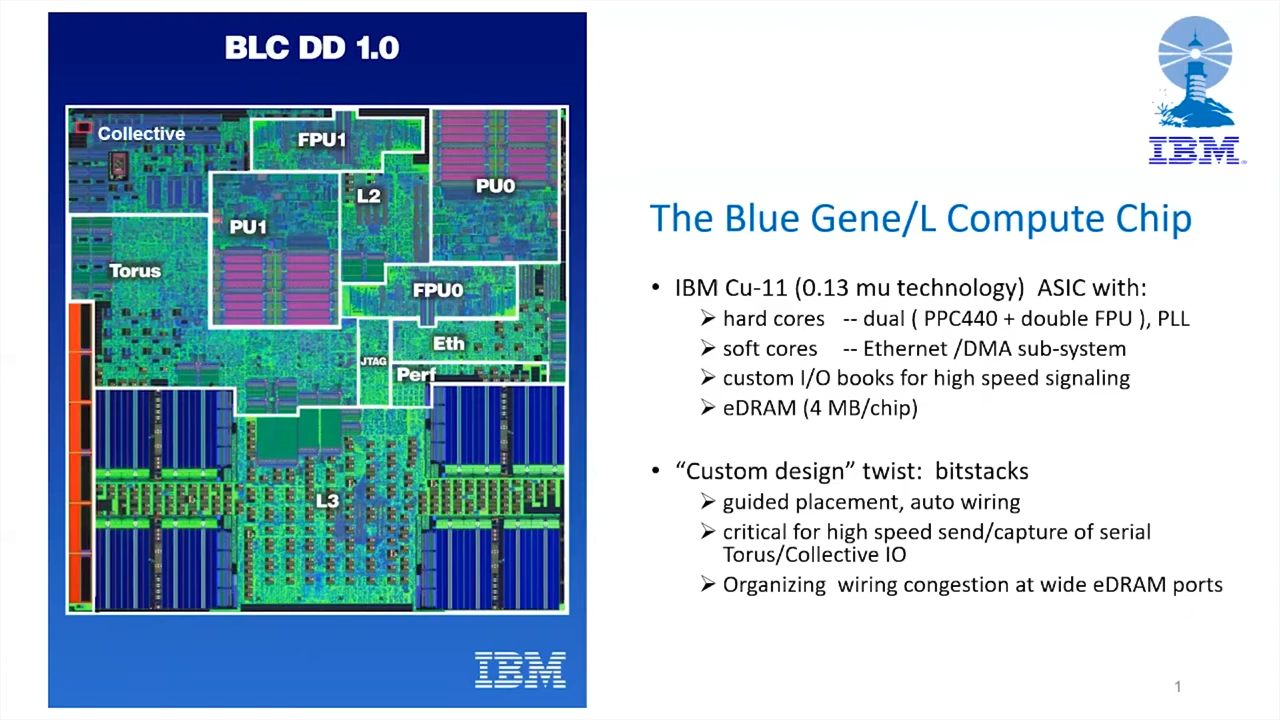 BLC DD 1.0
Collective
FPU1
L2
PU0
PU1
Torus
FPU0
Eth
JTAG
Perf
L3
IBM
IBM
The Blue Gene/L Compute Chip
• IBM Cu-11 (0.13 mu technology)  ASIC with:
➢ hard cores   -- dual ( PPC440 + double FPU ), PLL
➢ soft cores    -- Ethernet /DMA sub-system
➢ custom I/O books for high speed signaling
➢ eDRAM (4 MB/chip)
• “Custom design” twist:  bitstacks
➢ guided placement, auto wiring
➢ critical for high speed send/capture of serial
Torus/Collective IO
➢ Organizing  wiring congestion at wide eDRAM ports
1